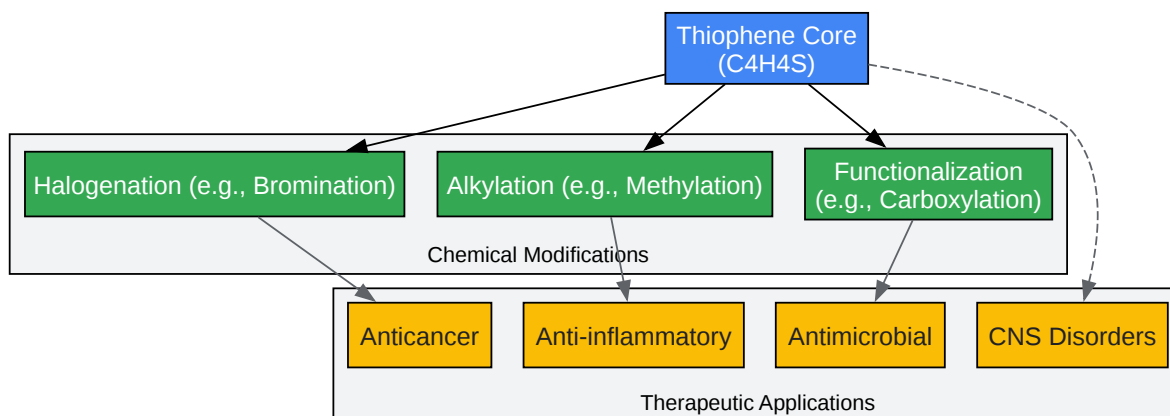 Thiophene Core
(C4H4S)
Halogenation (e.g., Bromination)
Alkylation (e.g., Methylation)
Functionalization
(e.g., Carboxylation)
Chemical Modifications
Anticancer
Anti-inflammatory
Antimicrobial
CNS Disorders
Therapeutic Applications